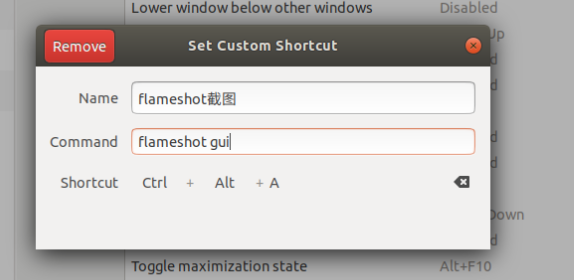 Lower window below other windows Disabled
Remove Set Custom Shortcut
Name flameshot截图
Command flameshot gui
Shortcut Ctrl + Alt + A
Down
Toggle maximization state Alt+F10